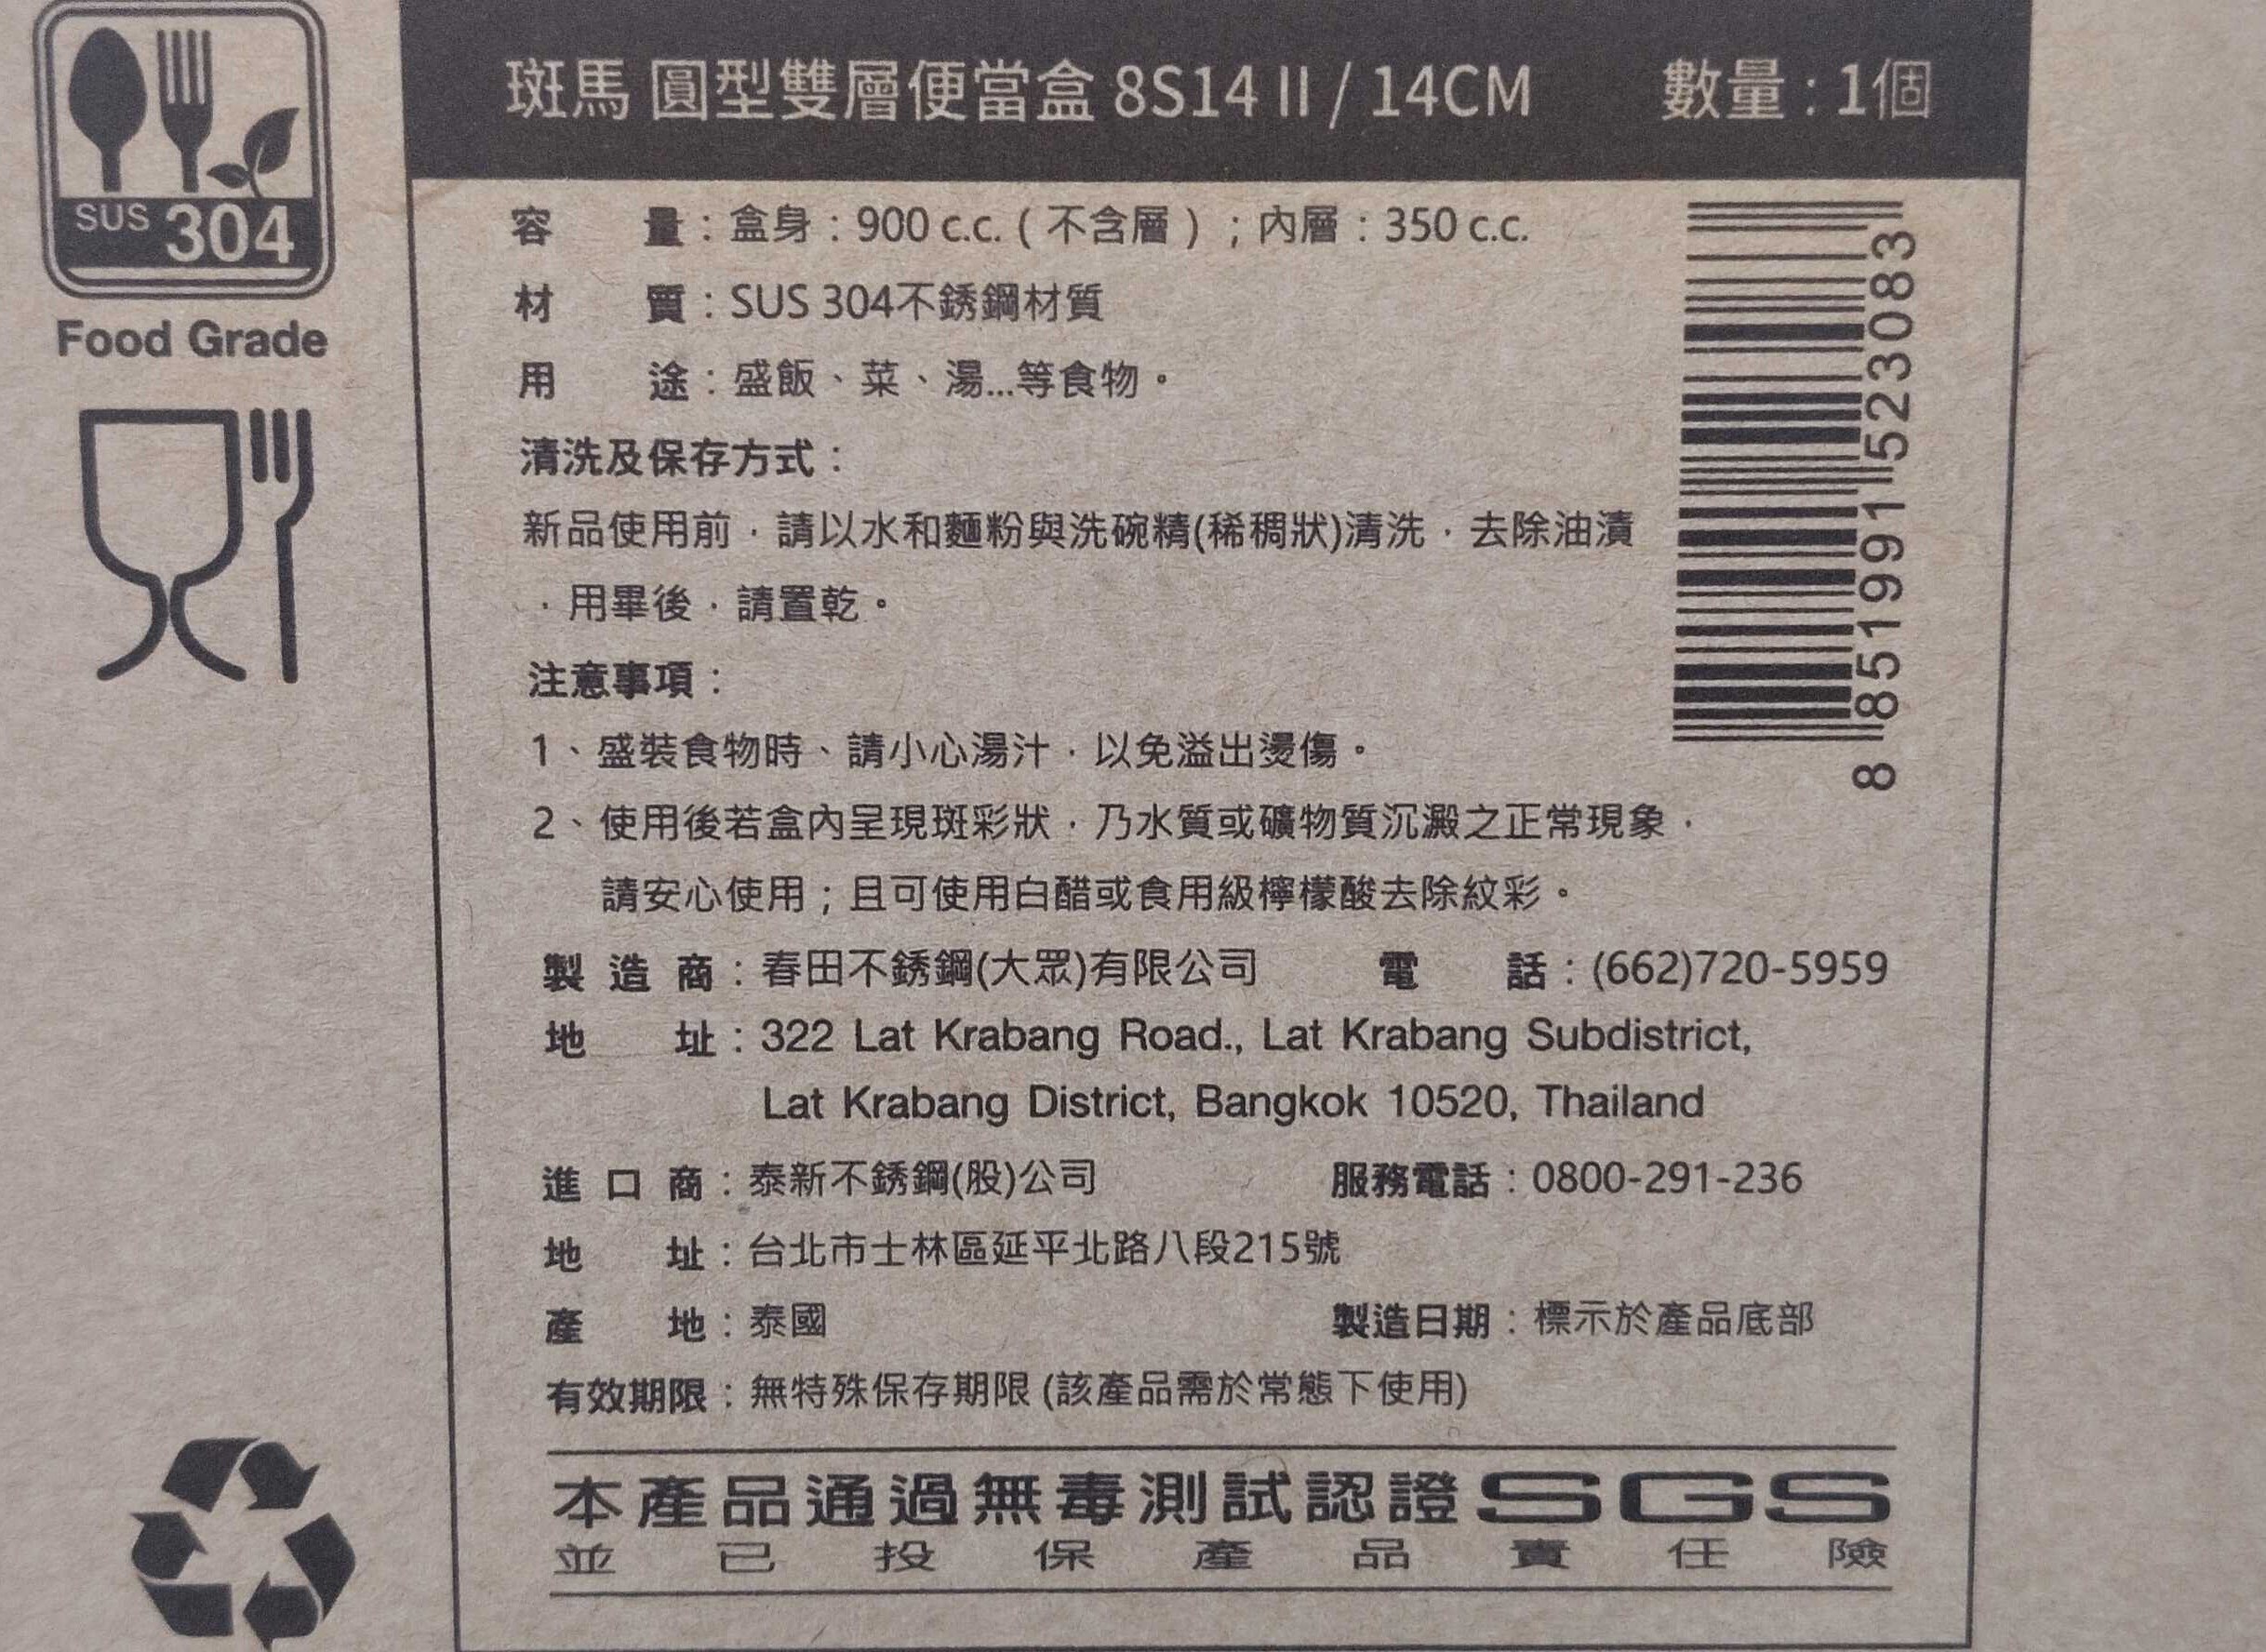 SUS 304
Food Grade
斑馬 圓型雙層便當盒 8S14 II / 14CM 數量 : 1個
容量：盒身：900 c.c. ( 不含層 ) ；內層：350 c.c.
材質：SUS 304不銹鋼材質
用途：盛飯、菜、湯...等食物。
清洗及保存方式：
新品使用前，請以水和麵粉與洗碗精(稀稠狀)清洗，去除油漬
，用畢後，請置乾。
注意事項：
1、盛裝食物時、請小心湯汁，以免溢出燙傷。
2、使用後若盒內呈現斑彩狀，乃水質或礦物質沉澱之正常現象，
請安心使用；且可使用白醋或食用級檸檬酸去除紋彩。
製造商：春田不銹鋼(大眾)有限公司 電話：(662)720-5959
地址：322 Lat Krabang Road., Lat Krabang Subdistrict,
Lat Krabang District, Bangkok 10520, Thailand
進口商：泰新不銹鋼(股)公司 服務電話：0800-291-236
地址：台北市士林區延平北路八段215號
產地：泰國 製造日期：標示於產品底部
有效期限：無特殊保存期限 (該產品需於常態下使用)
本產品通過無毒測試認證SGS
並已投保產品責任險
8 851991 523083